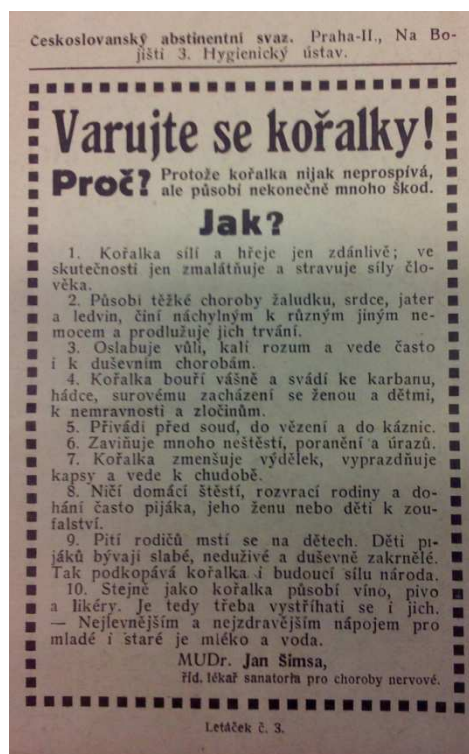 Československý abstinentní svaz. Praha-II., Na Bo-
jišti 3. Hygienický ústav.
Varujte se kořalky!
Proč? Protože kořalka nijak neprospívá,
ale působí nekonečně mnoho škod.
Jak?
1. Kořalka sílí a hřeje jen zdánlivě; ve
skutečnosti jen zmalátňuje a stravuje síly člo-
věka.
2. Působí těžké choroby žaludku, srdce, jater
a ledvin, činí náchylným k různým jiným ne-
mocem a prodlužuje jich trvání.
3. Oslabuje vůli, kalí rozum a vede často
i k duševním chorobám.
4. Kořalka bouří vášně a svádí ke karbanu,
hádce, surovému zacházení se ženou a dětmi,
k nemravnosti a zločinům.
5. Přivádí před soud, do vězení a do káznic.
6. Zaviňuje mnoho neštěstí, poranění a úrazů.
7. Kořalka zmenšuje výdělek, vyprazdňuje
kapsy a vede k chudobě.
8. Ničí domácí štěstí, rozvrací rodiny a do-
hání často pijáka, jeho ženu nebo děti k zou-
falství.
9. Pití rodičů mstí se na dětech. Děti pi-
jáků bývají slabé, neduživé a duševně zakrnělé.
Tak podkopává kořalka i budoucí sílu národa.
10. Stejně jako kořalka působí víno, pivo
a likéry. Je tedy třeba vystříhati se i jich.
— Nejlevnějším a nejzdravějším nápojem pro
mladé i staré je mléko a voda.
MUDr. Jan Šimsa,
říd. lékař sanatoria pro choroby nervové.
Letáček č. 3.